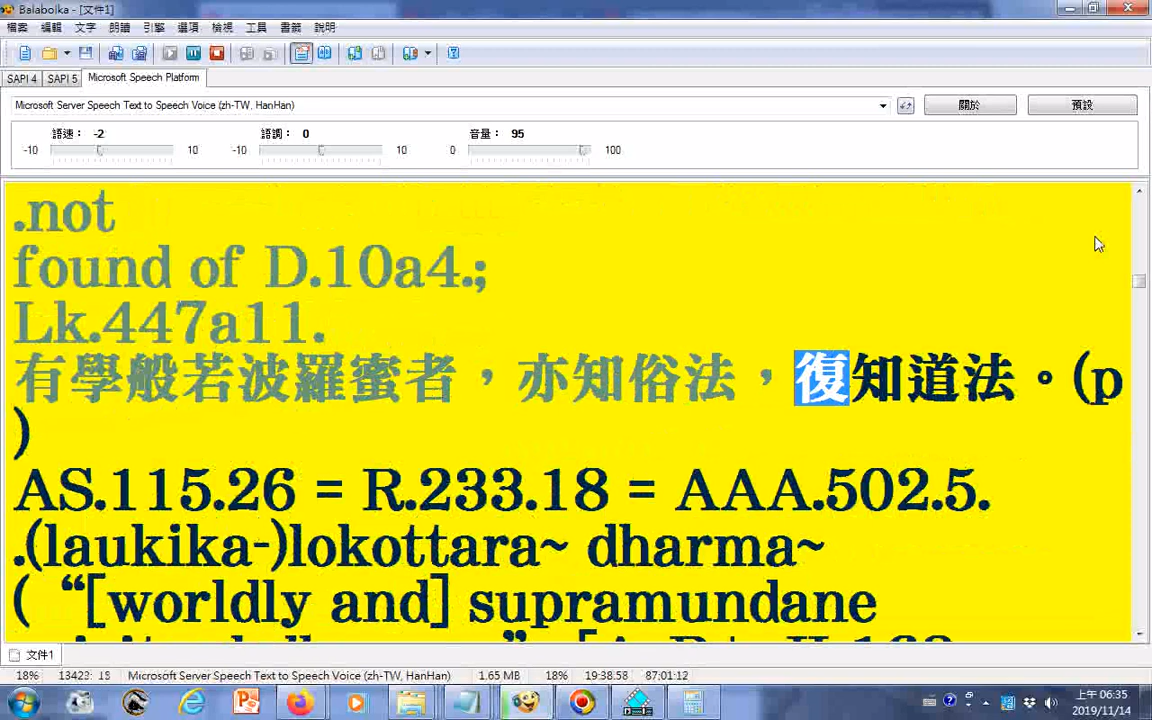 Balabolka - [文件1]
檔案 編輯 文字 朗讀 引擎 選項 檢視 工具 書籤 說明
SAPI 4 SAPI 5 Microsoft Speech Platform
Microsoft Server Speech Text to Speech Voice (zh-TW, HanHan) 關於 預設
語速： -2 語調： 0 音量： 95
-10 10 -10 10 0 100
.not
found of D.10a4.;
Lk.447a11.
有學般若波羅蜜者，亦知俗法，復知道法。(p
)
AS.115.26 = R.233.18 = AAA.502.5.
.(laukika-)lokottara~ dharma~
(“[worldly and] supramundane
文件1
18% 13422: 18 Microsoft Server Speech Text to Speech Voice (zh-TW, HanHan) 1.65 MB 18% 19:38:58 87:01:12
上午 06:35
2019/11/14